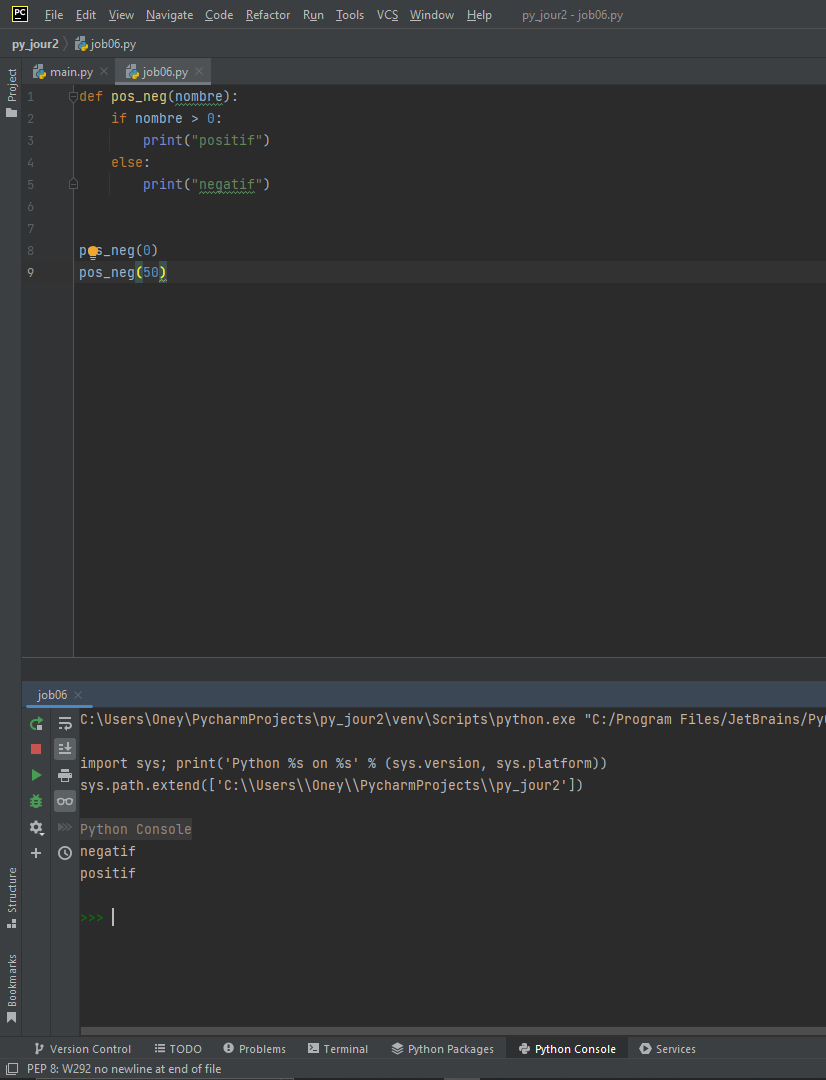 PC File Edit View Navigate Code Refactor Run Tools VCS Window Help py_jour2 - job06.py
py_jour2 job06.py
Project
main.py job06.py
1 def pos_neg(nombre):
2 if nombre > 0:
3 print("positif")
4 else:
5 print("negatif")
6
7
8 pos_neg(0)
9 pos_neg(50)
job06
C:\Users\Oney\PycharmProjects\py_jour2\venv\Scripts\python.exe "C:/Program Files/JetBrains/Py
import sys; print('Python %s on %s' % (sys.version, sys.platform))
sys.path.extend(['C:\\Users\\Oney\\PycharmProjects\\py_jour2'])
Python Console
negatif
positif
>>>
Structure
Bookmarks
Version Control TODO Problems Terminal Python Packages Python Console Services
PEP 8: W292 no newline at end of file